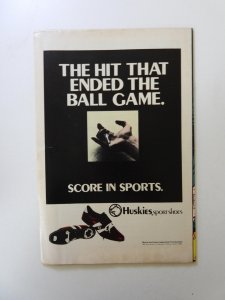 THE HIT THAT
ENDED THE
BALL GAME.
SCORE IN SPORTS.
Huskies SPORTSHOES